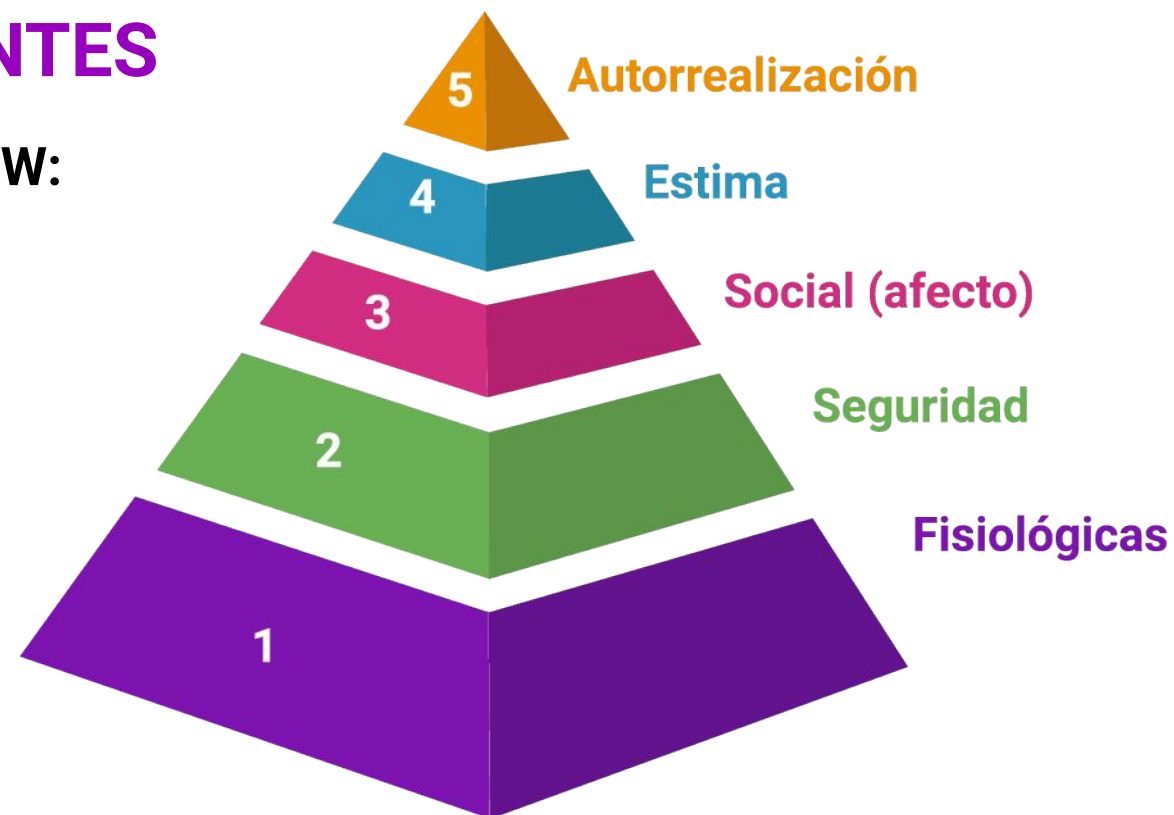 NTES
W:
5
Autorrealización
4
Estima
3
Social (afecto)
2
Seguridad
1
Fisiológicas